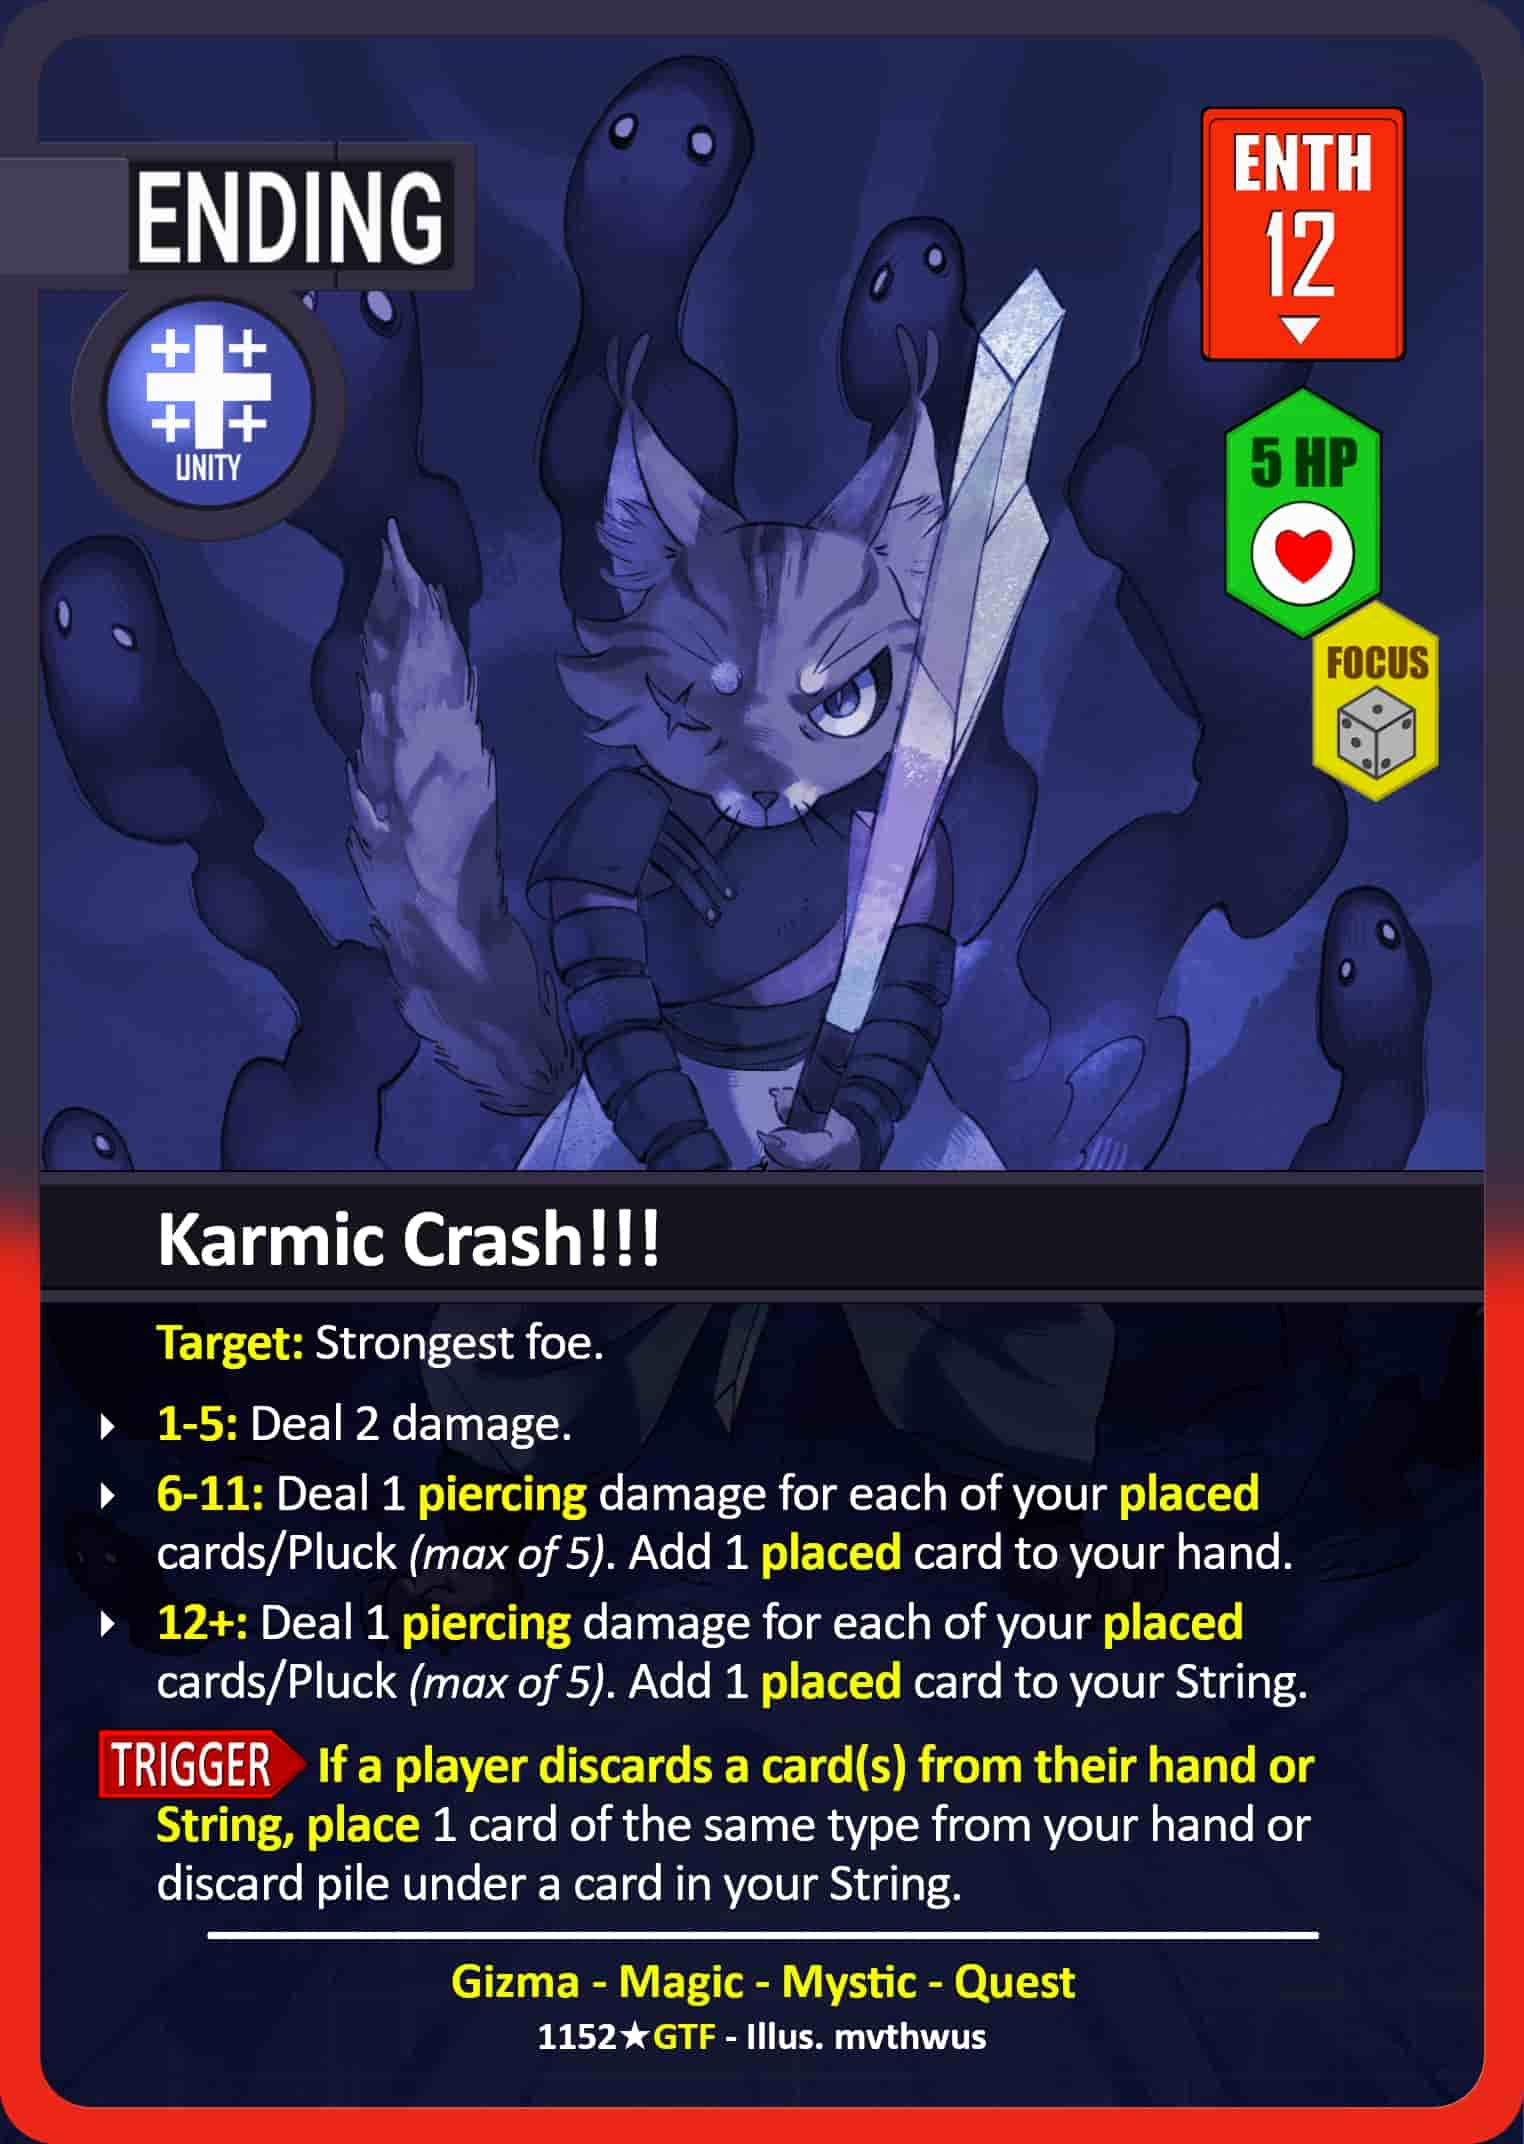 ENDING
ENTH
12
UNITY
5 HP
FOCUS
Karmic Crash!!!
Target: Strongest foe.
1-5: Deal 2 damage.
6-11: Deal 1 piercing damage for each of your placed
cards/Pluck (max of 5). Add 1 placed card to your hand.
12+: Deal 1 piercing damage for each of your placed
cards/Pluck (max of 5). Add 1 placed card to your String.
TRIGGER If a player discards a card(s) from their hand or
String, place 1 card of the same type from your hand or
discard pile under a card in your String.
Gizma - Magic - Mystic - Quest
1152★GTF - Illus. mvthwus